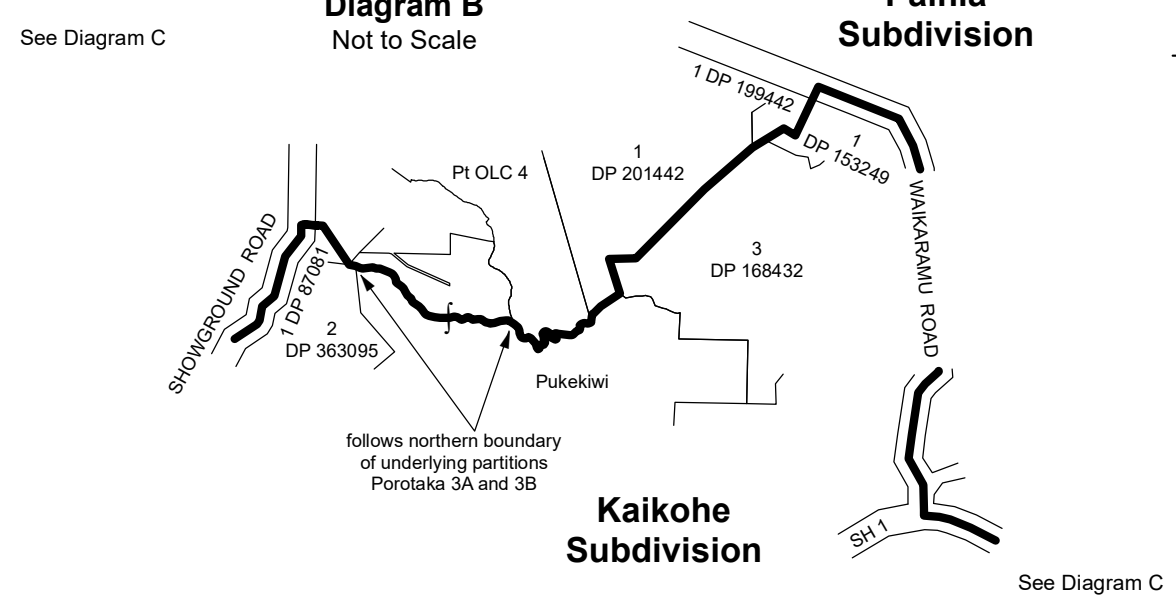 Diagram B
Not to Scale
See Diagram C
Subdivision
1 DP 199442
1
DP 153249
1
DP 201442
Pt OLC 4
SHOWGROUND ROAD
1 DP 87081
2
DP 363095
3
DP 168432
WAIKARAMU ROAD
Pukekiwi
follows northern boundary
of underlying partitions
Porotaka 3A and 3B
Kaikohe
Subdivision
SH 1
See Diagram C